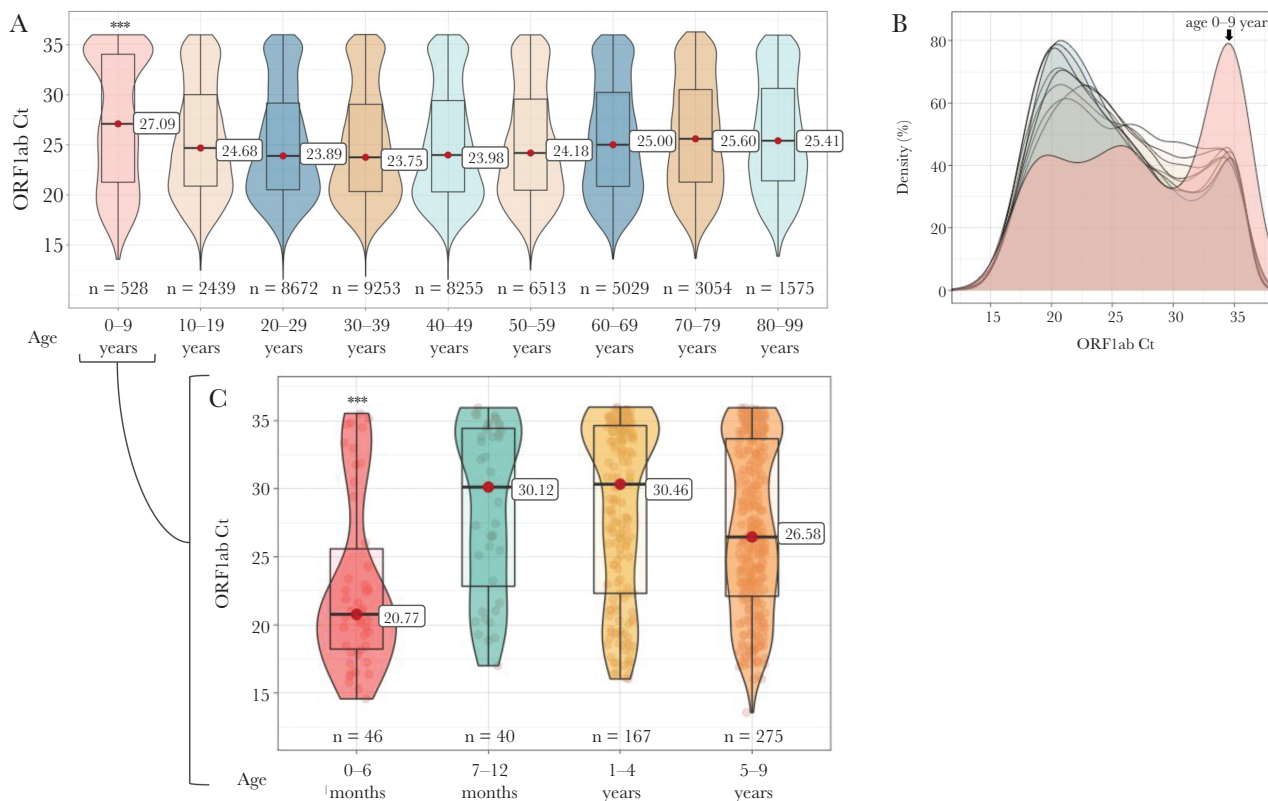 A
ORF1ab Ct
35
30
25
20
15
***
27.09
24.68
23.89
23.75
23.98
24.18
25.00
25.60
25.41
n = 528
n = 2439
n = 8672
n = 9253
n = 8255
n = 6513
n = 5029
n = 3054
n = 1575
Age
0–9
years
10–19
years
20–29
years
30–39
years
40–49
years
50–59
years
60–69
years
70–79
years
80–99
years
B
age 0–9 years
Density (%)
80
60
40
20
0
15
20
25
30
35
ORF1ab Ct
C
ORF1ab Ct
35
30
25
20
15
***
20.77
30.12
30.46
26.58
n = 46
n = 40
n = 167
n = 275
Age
0–6
months
7–12
months
1–4
years
5–9
years